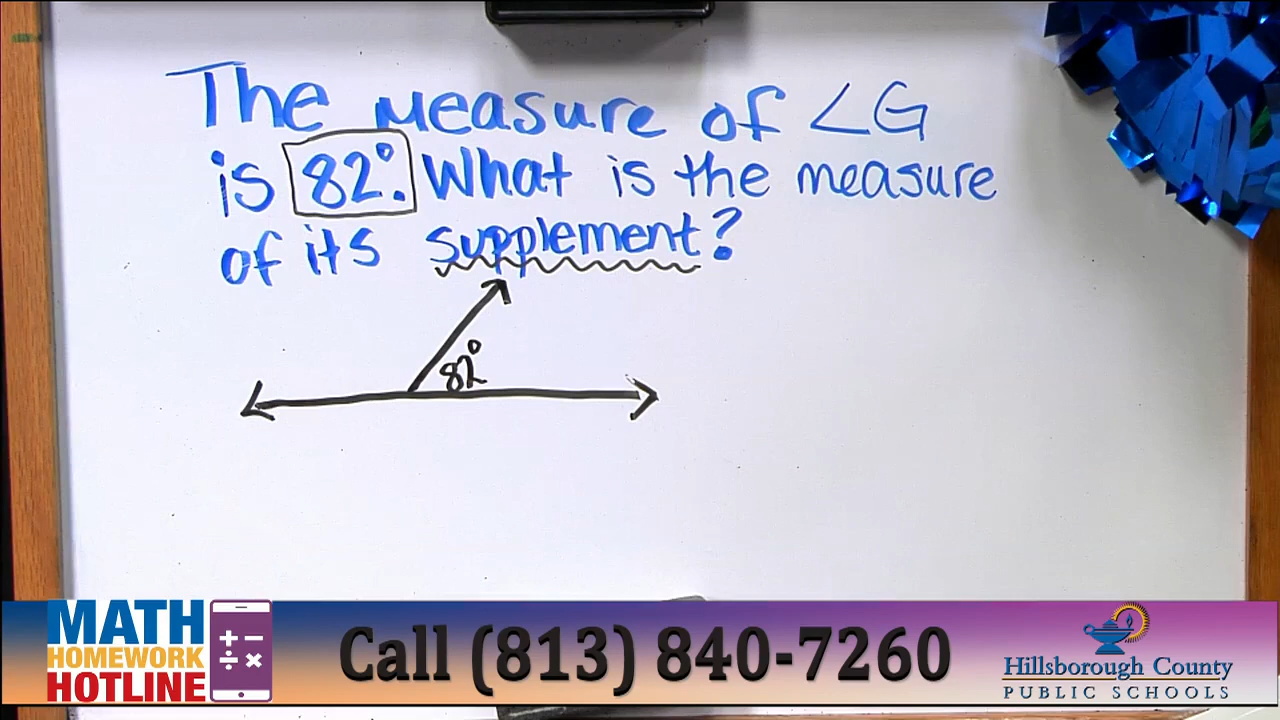 The measure of ∠G
is 82°. What is the measure
of its supplement?
82°
MATH
HOMEWORK
HOTLINE
+ −
÷ ×
Call (813) 840-7260
Hillsborough County
PUBLIC SCHOOLS